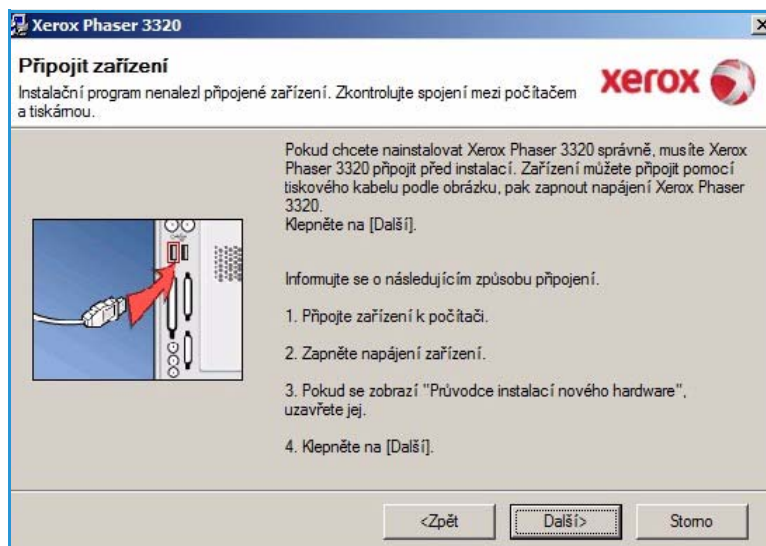 Xerox Phaser 3320
Připojit zařízení
Instalační program nenalezl připojené zařízení. Zkontrolujte spojení mezi počítačem
a tiskárnou.
xerox
Pokud chcete nainstalovat Xerox Phaser 3320 správně, musíte Xerox
Phaser 3320 připojit před instalací. Zařízení můžete připojit pomocí
tiskového kabelu podle obrázku, pak zapnout napájení Xerox Phaser
3320.
Klepněte na [Další].
Informujte se o následujícím způsobu připojení.
1. Připojte zařízení k počítači.
2. Zapněte napájení zařízení.
3. Pokud se zobrazí "Průvodce instalací nového hardware",
uzavřete jej.
4. Klepněte na [Další].
<Zpět
Další>
Storno